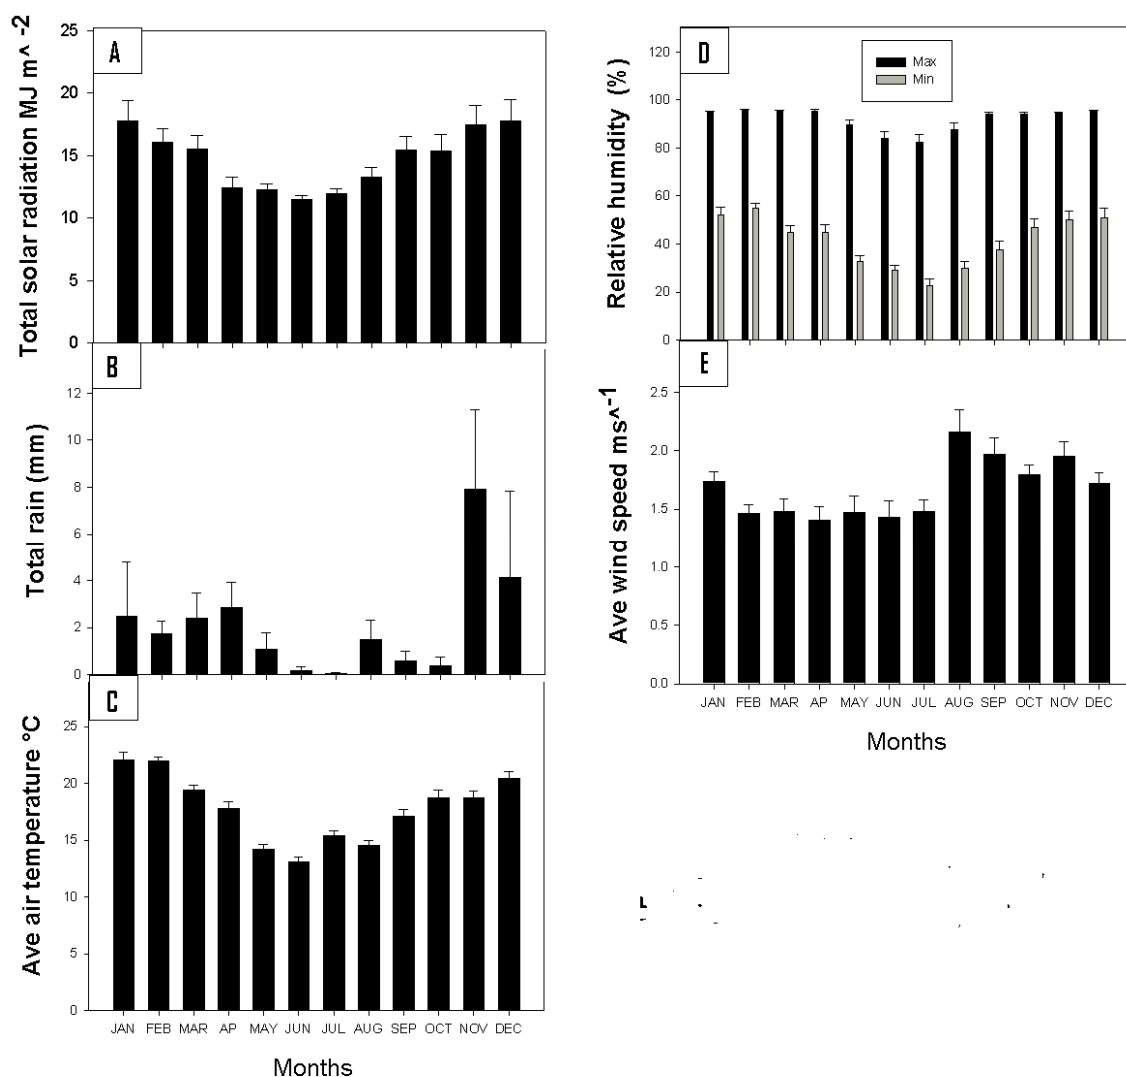 A
Total solar radiation MJ m^ -2
25
20
15
10
5
0
B
Total rain (mm)
12
10
8
6
4
2
0
C
Ave air temperature °C
25
20
15
10
5
0
JAN FEB MAR AP MAY JUN JUL AUG SEP OCT NOV DEC
Months
D
Max
Min
Relative humidity (%)
120
100
80
60
40
20
0
E
Ave wind speed ms^-1
2.5
2.0
1.5
1.0
0.5
0.0
JAN FEB MAR AP MAY JUN JUL AUG SEP OCT NOV DEC
Months